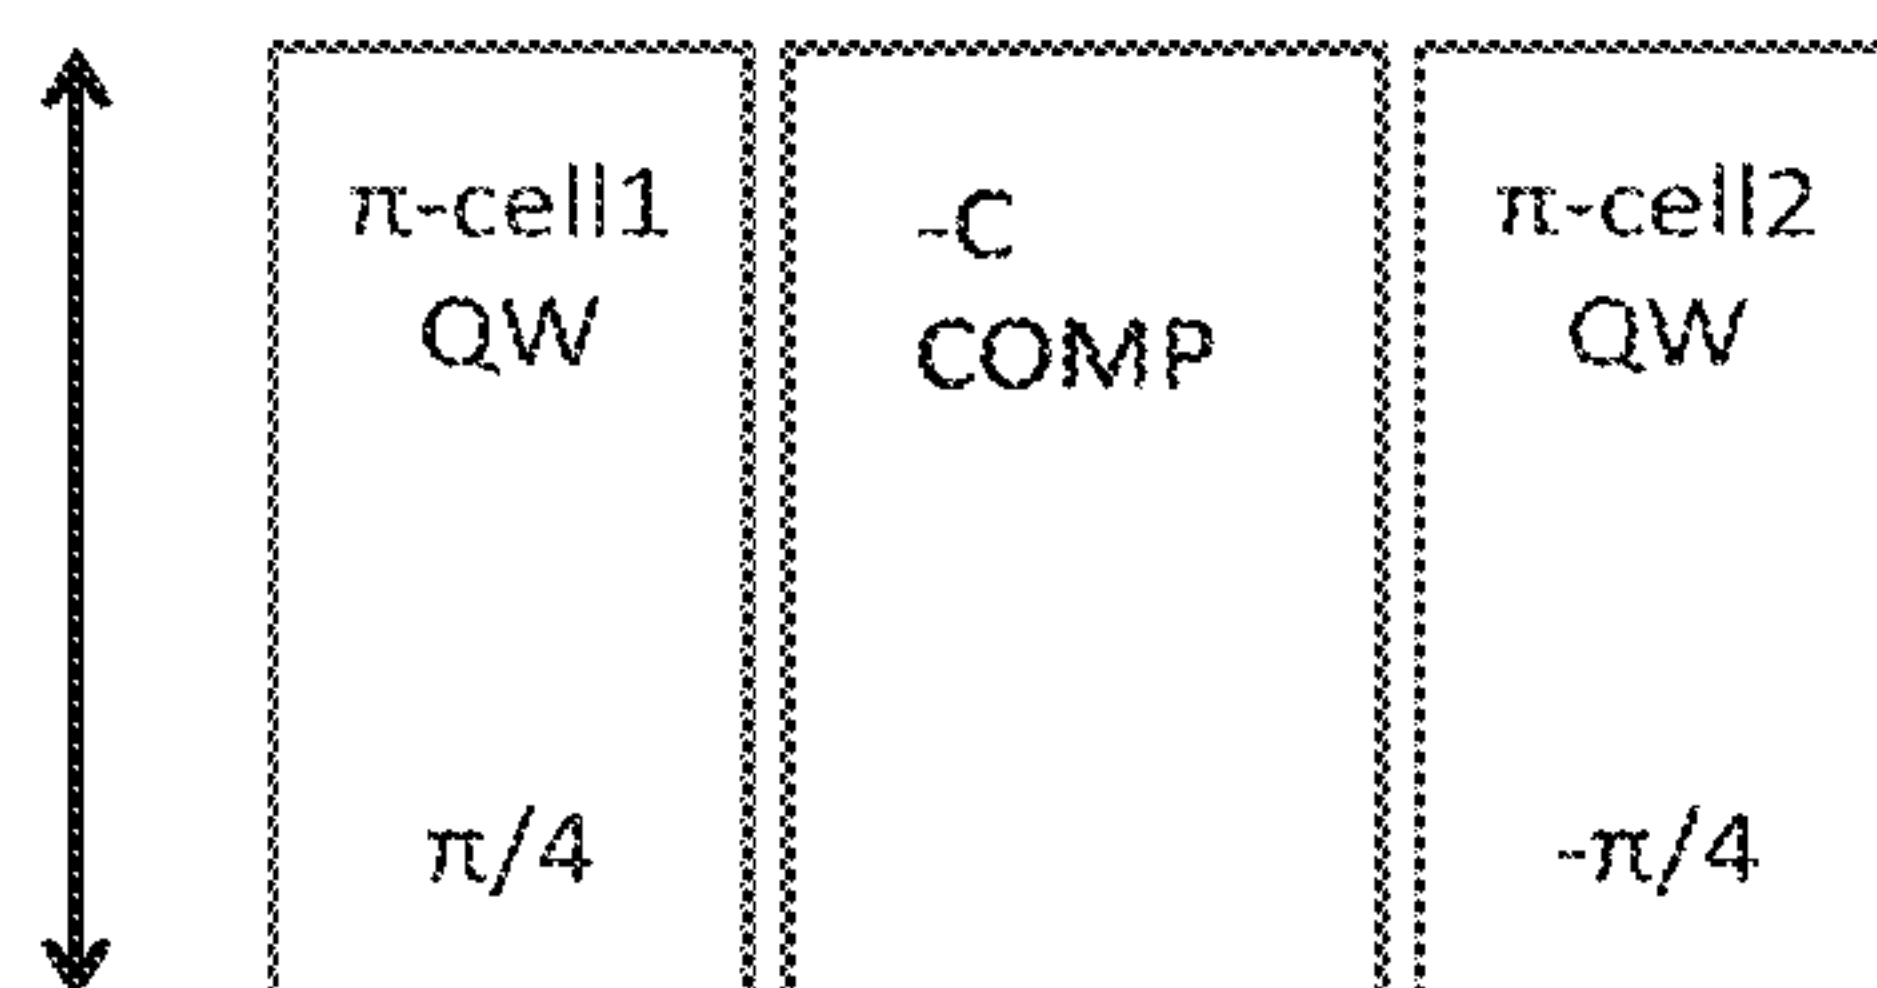 π-cell1
QW
π/4
-C
COMP
π-cell2
QW
-π/4